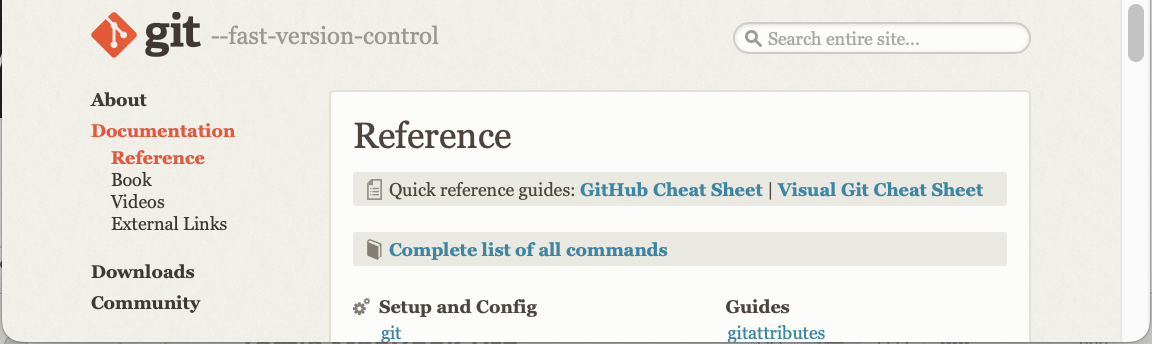 git --fast-version-control
Search entire site...
About
Documentation
Reference
Book
Videos
External Links
Downloads
Community
Reference
Quick reference guides: GitHub Cheat Sheet | Visual Git Cheat Sheet
Complete list of all commands
Setup and Config
git
Guides
gitattributes